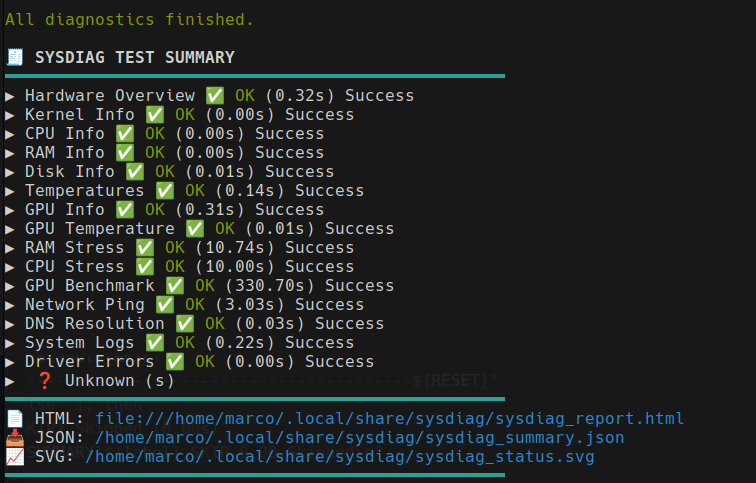 All diagnostics finished.
🧾 SYSDIAG TEST SUMMARY
▶ Hardware Overview ✅ OK (0.32s) Success
▶ Kernel Info ✅ OK (0.00s) Success
▶ CPU Info ✅ OK (0.00s) Success
▶ RAM Info ✅ OK (0.00s) Success
▶ Disk Info ✅ OK (0.01s) Success
▶ Temperatures ✅ OK (0.14s) Success
▶ GPU Info ✅ OK (0.31s) Success
▶ GPU Temperature ✅ OK (0.01s) Success
▶ RAM Stress ✅ OK (10.74s) Success
▶ CPU Stress ✅ OK (10.00s) Success
▶ GPU Benchmark ✅ OK (330.70s) Success
▶ Network Ping ✅ OK (3.03s) Success
▶ DNS Resolution ✅ OK (0.03s) Success
▶ System Logs ✅ OK (0.22s) Success
▶ Driver Errors ✅ OK (0.00s) Success
▶ ❓ Unknown (s)
${RESET}"
then
📄 HTML: file:///home/marco/.local/share/sysdiag/sysdiag_report.html
📥 JSON: /home/marco/.local/share/sysdiag/sysdiag_summary.json
📈 SVG: /home/marco/.local/share/sysdiag/sysdiag_status.svg